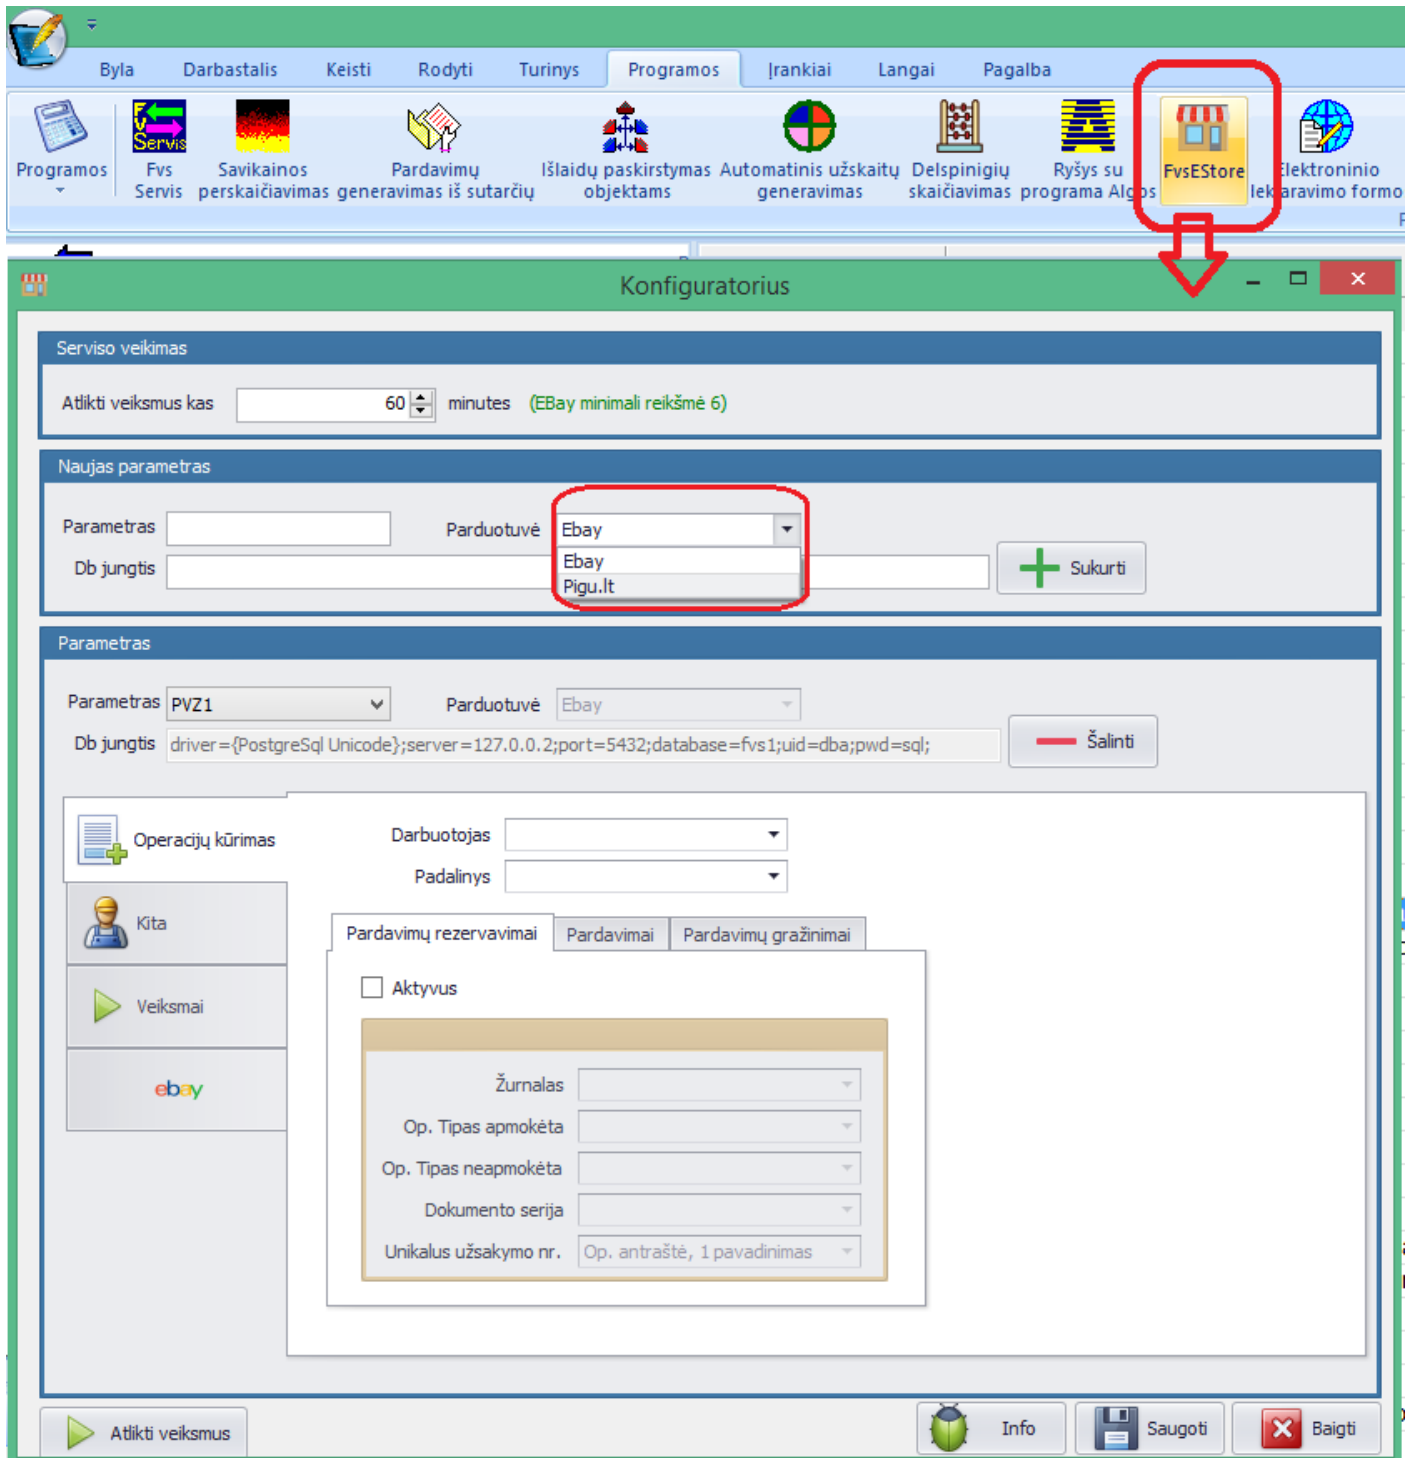 Byla Darbastalis Keisti Rodyti Turinys Programos Įrankiai Langai Pagalba
Programos Fvs Servis Savikainos Pardavimų Išlaidų paskirstymas Automatinis užskaitų Delspinigių Ryšys su FvsEStore Elektroninio
Servis perskaičiavimas generavimas iš sutarčių objektams generavimas skaičiavimas programa Algos
Konfiguratorius
Serviso veikimas
Atlikti veiksmus kas 60 minutes (EBay minimali reikšmė 6)
Naujas parametras
Parametras Parduotuvė Ebay
Ebay
Db jungtis Sukurti
Pigu.lt
Parametras
Parametras PVZ1 Parduotuvė Ebay
Db jungtis driver={PostgreSql Unicode};server=127.0.0.2;port=5432;database=fvs1;uid=dba;pwd=sql; Šalinti
Operacijų kūrimas
Kita
Veiksmai
ebay
Darbuotojas
Padalinys
Pardavimų rezervavimai Pardavimai Pardavimų gražinimai
Aktyvus
Žurnalas
Op. Tipas apmokėta
Op. Tipas neapmokėta
Dokumento serija
Unikalus užsakymo nr. Op. antraštė, 1 pavadinimas
Atlikti veiksmus Info Saugoti Baigti